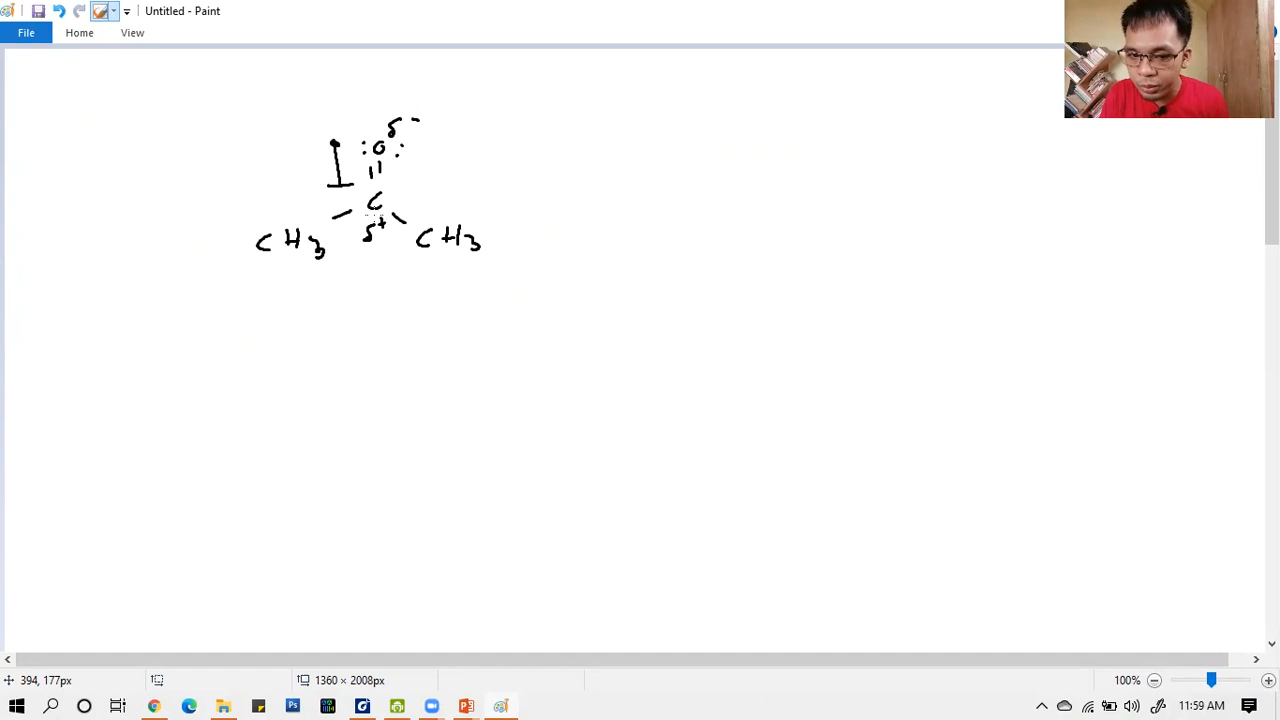 Untitled - Paint
File Home View
δ -
: O :
C
δ+
CH3 CH3
394, 177px 1360 × 2008px 100%
11:59 AM